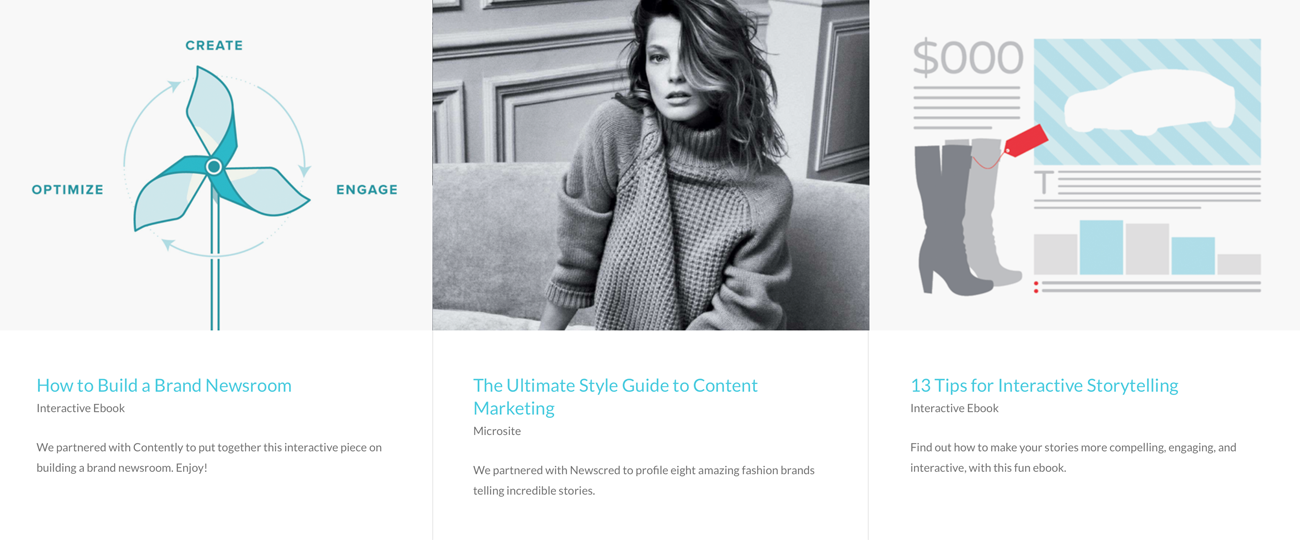 CREATE
OPTIMIZE
ENGAGE
How to Build a Brand Newsroom
Interactive Ebook
We partnered with Contently to put together this interactive piece on
building a brand newsroom. Enjoy!
The Ultimate Style Guide to Content
Marketing
Microsite
We partnered with Newscred to profile eight amazing fashion brands
telling incredible stories.
$000
T
13 Tips for Interactive Storytelling
Interactive Ebook
Find out how to make your stories more compelling, engaging, and
interactive, with this fun ebook.